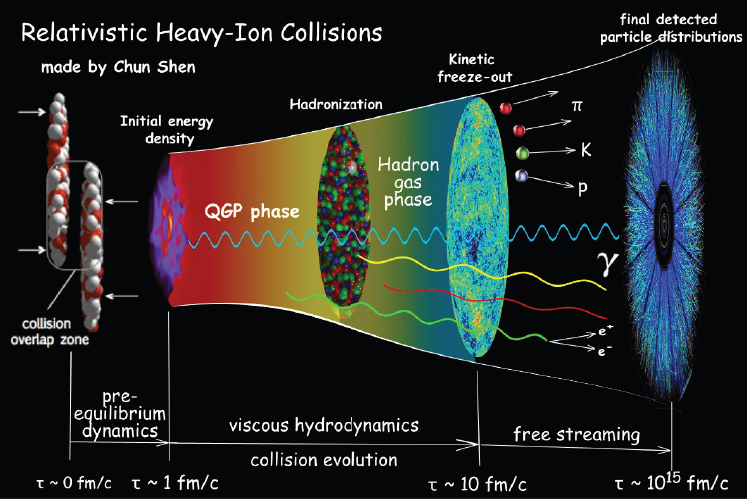 Relativistic Heavy-Ion Collisions
made by Chun Shen
final detected
particle distributions
Kinetic
freeze-out
Hadronization
Initial energy
density
π
K
p
QGP phase
Hadron
gas
phase
γ
e⁺
e⁻
collision
overlap zone
pre-
equilibrium
dynamics
viscous hydrodynamics
collision evolution
free streaming
τ ~ 0 fm/c
τ ~ 1 fm/c
τ ~ 10 fm/c
τ ~ 10¹⁵ fm/c